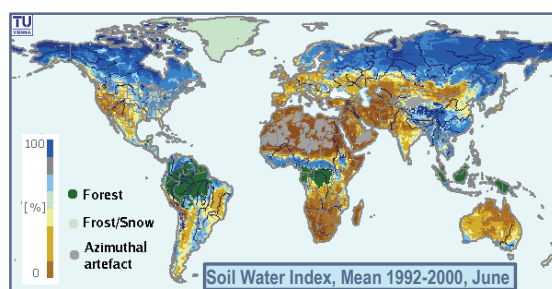 TU
VIENNA
100
[%]
0
Forest
Frost/Snow
Azimuthal
artefact
Soil Water Index, Mean 1992-2000, June